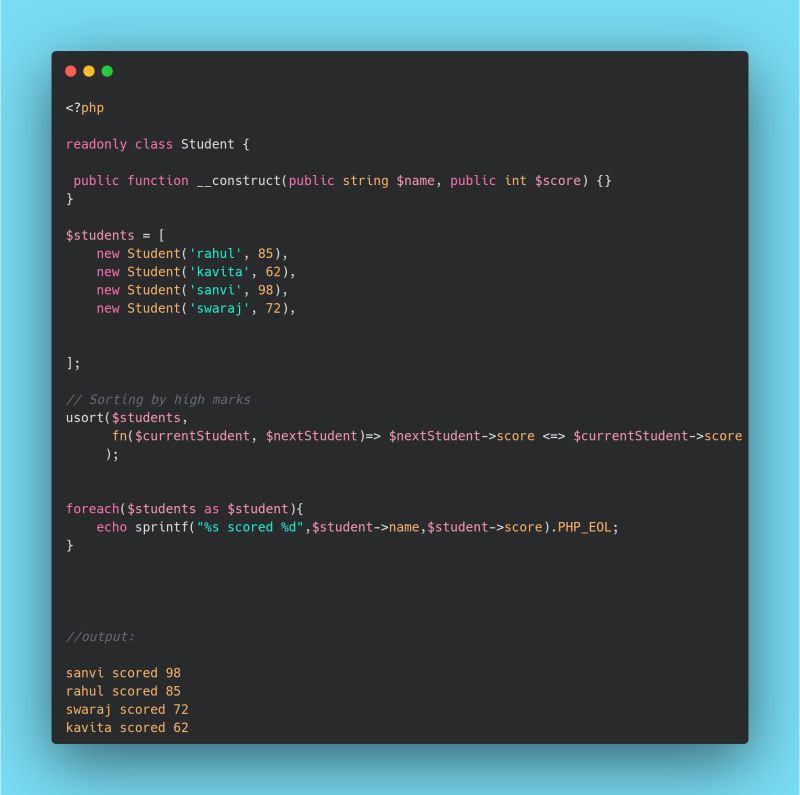 <?php
readonly class Student {
 public function __construct(public string $name, public int $score) {}
}
$students = [
    new Student('rahul', 85),
    new Student('kavita', 62),
    new Student('sanvi', 98),
    new Student('swaraj', 72),
];
// Sorting by high marks
usort($students,
      fn($currentStudent, $nextStudent)=> $nextStudent->score <=> $currentStudent->score
     );
foreach($students as $student){
    echo sprintf("%s scored %d",$student->name,$student->score).PHP_EOL;
}
//output:
sanvi scored 98
rahul scored 85
swaraj scored 72
kavita scored 62